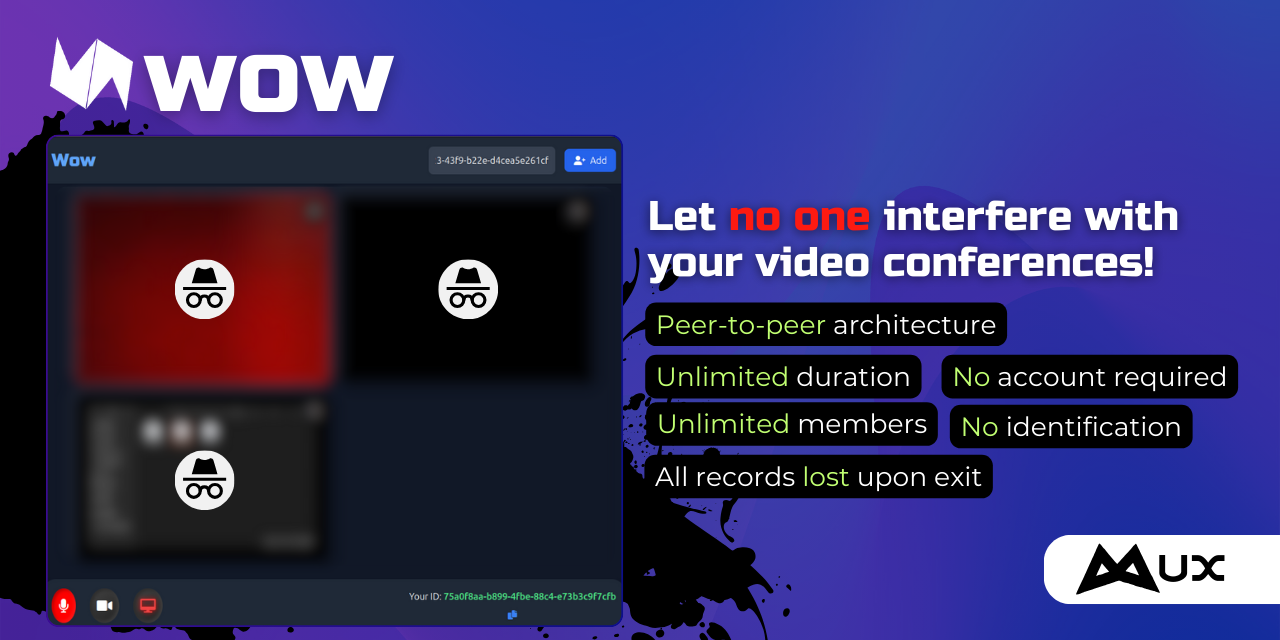 WOW
Wow
3-43f9-b22e-d4cea5e261cf
Add
Let no one interfere with
your video conferences!
Peer-to-peer architecture
Unlimited duration
No account required
Unlimited members
No identification
All records lost upon exit
Your ID: 75a0f8aa-b899-4fbe-88c4-e73b3c9f7cfb
MUX